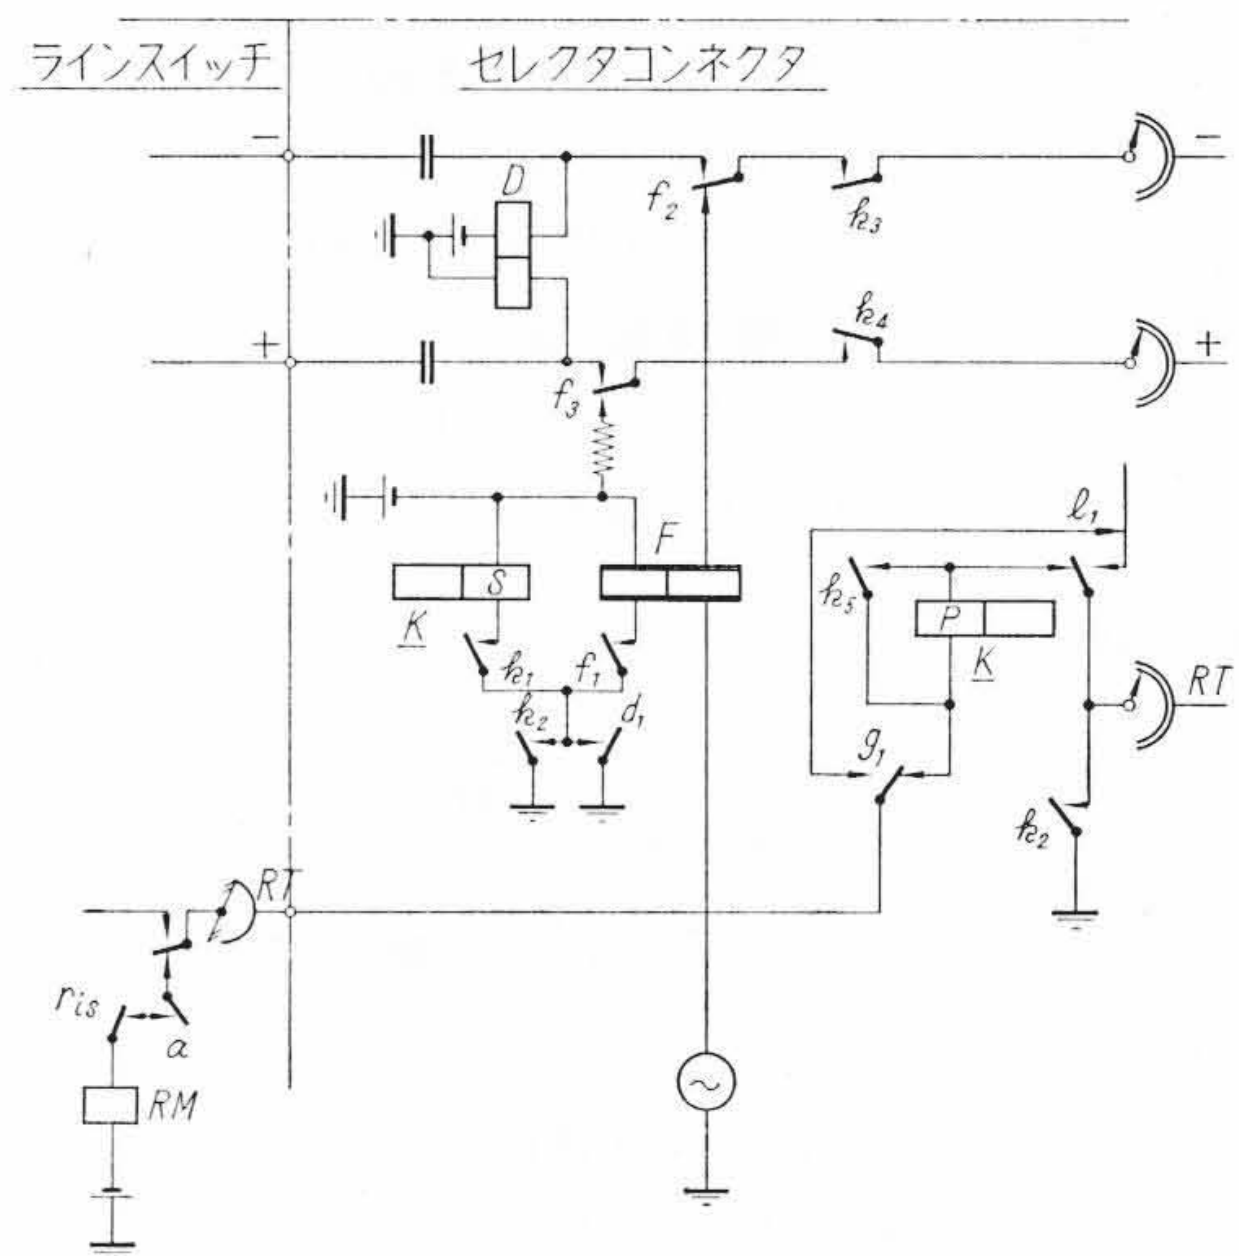 ラインスイッチ
セレクタコンネクタ
−
−
D
f₂
k₃
+
k₄
+
f₃
F
l₁
S
k₅
P
K
k₁
f₁
K
RT
k₂
d₁
g₁
k₂
RT
ris
a
~
RM